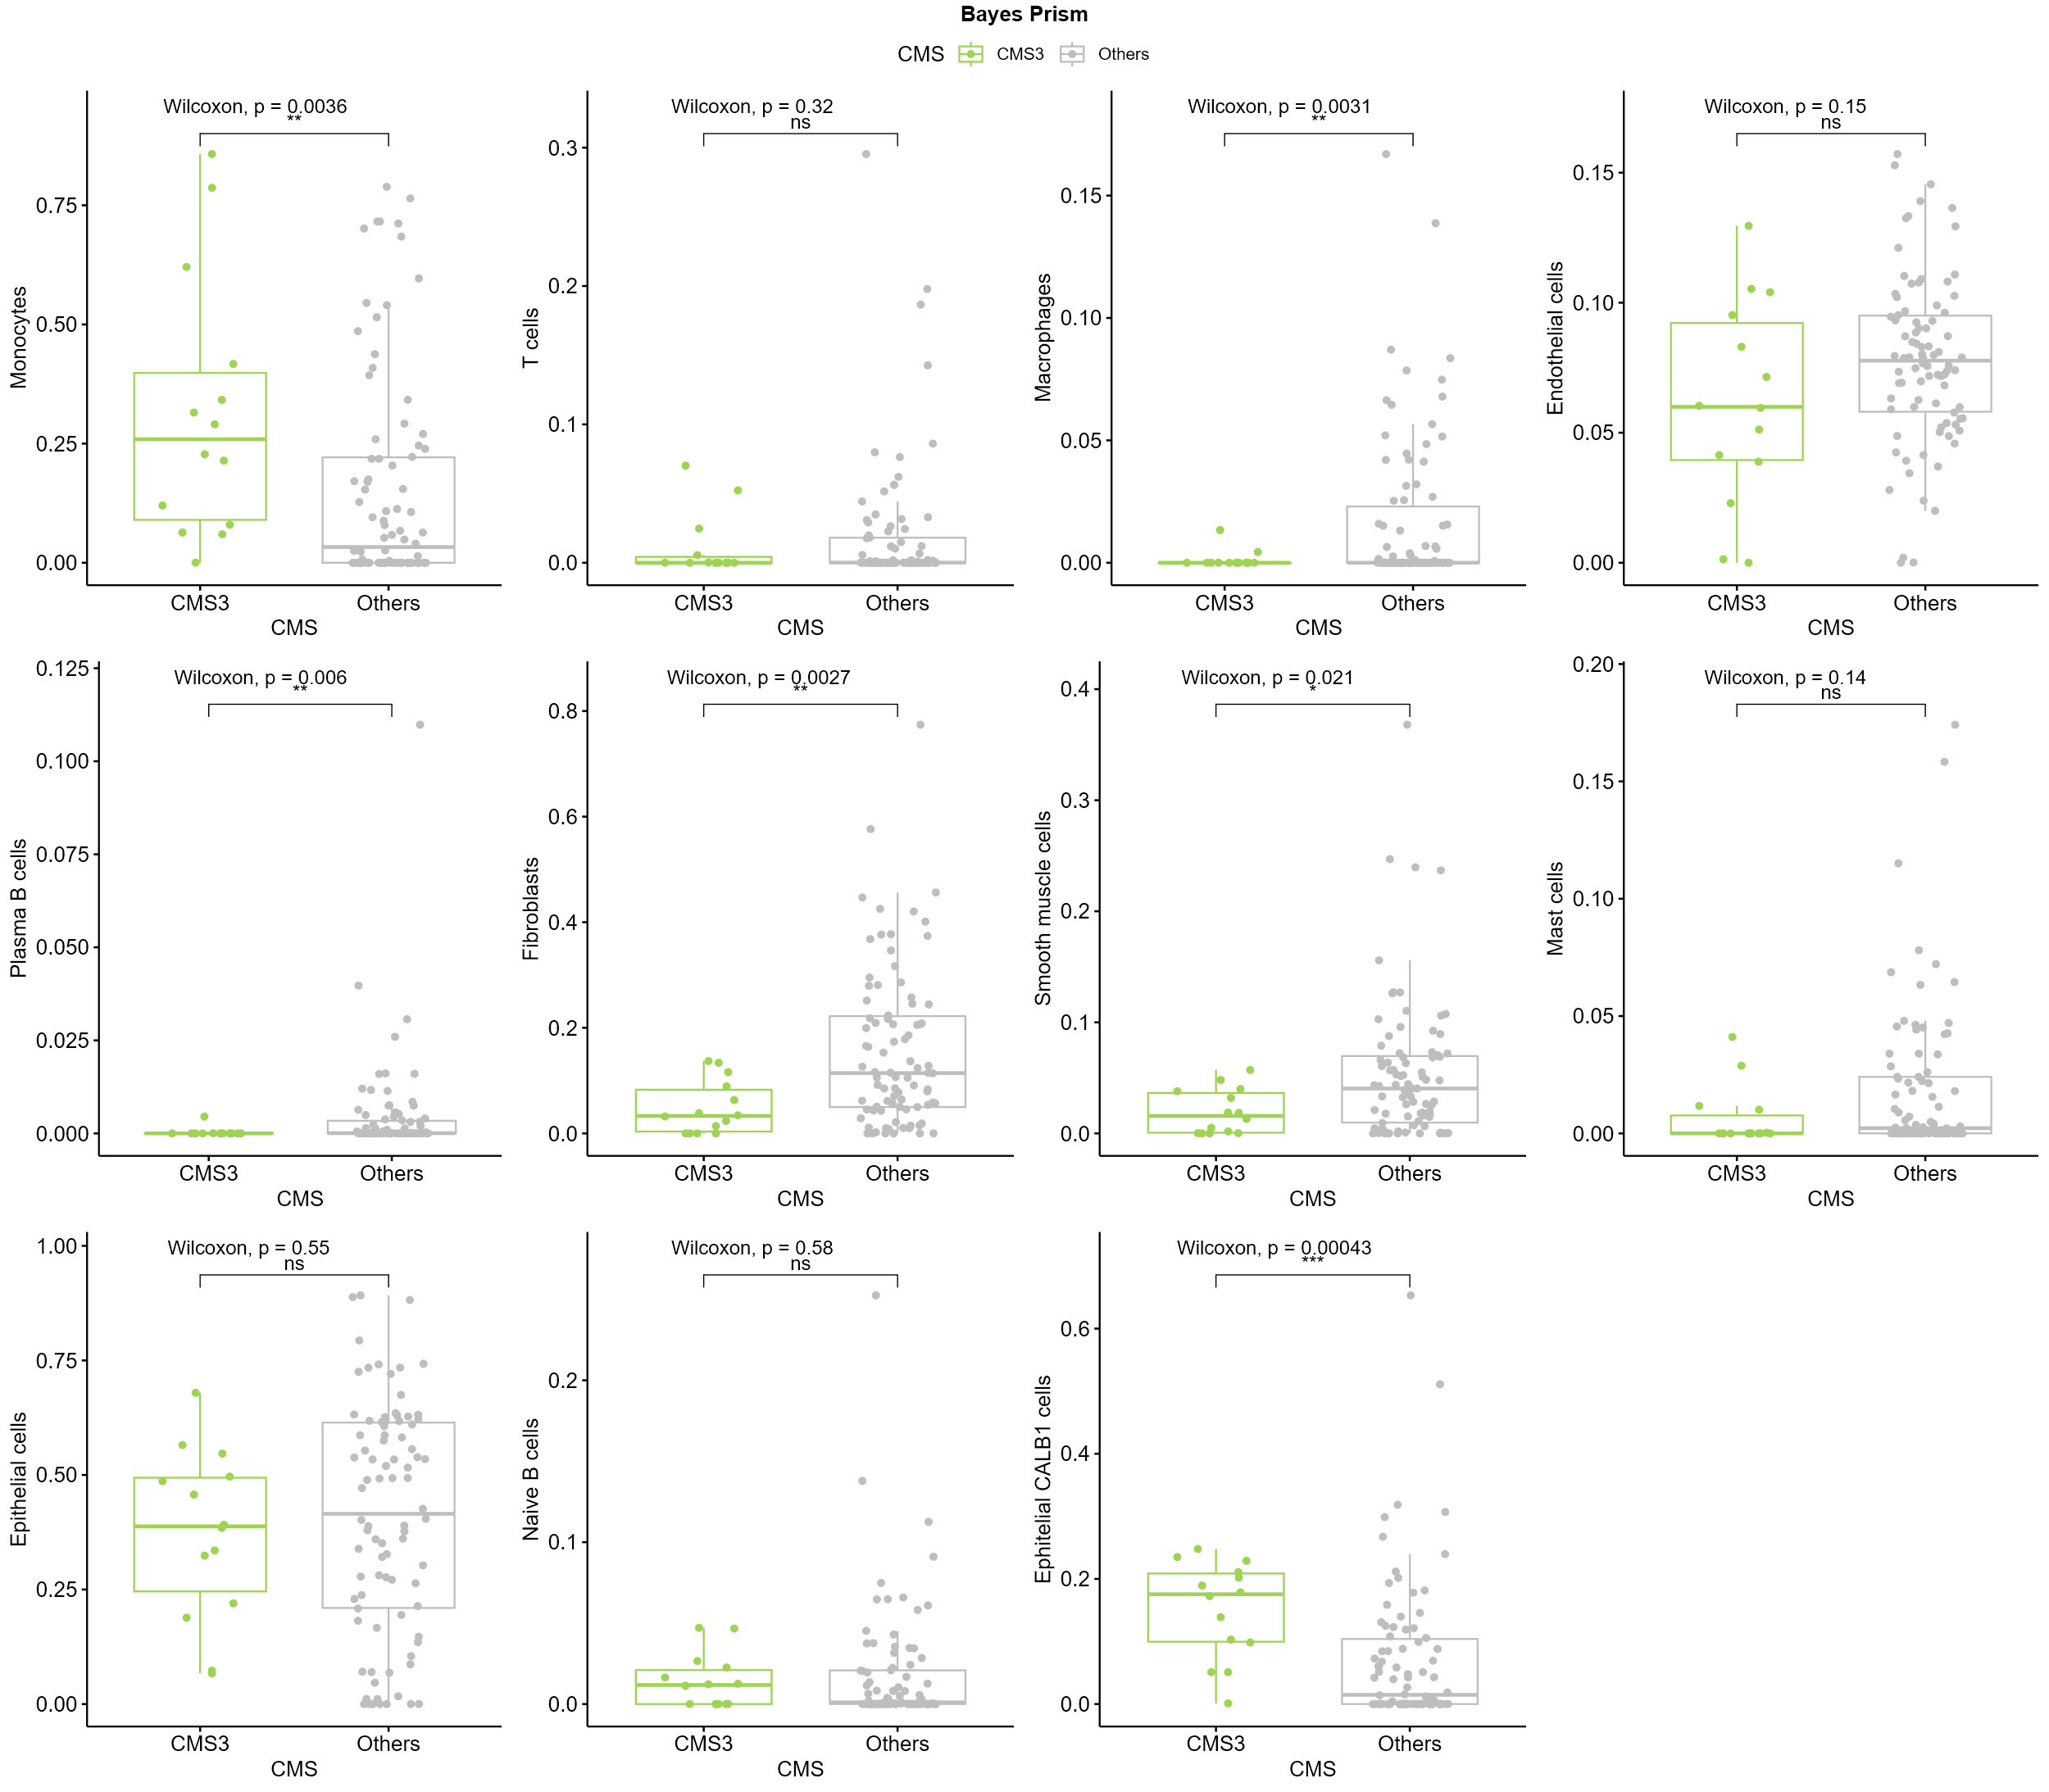 Bayes Prism
CMS CMS3 Others
Wilcoxon, p = 0.0036
**
Monocytes
0.75
0.50
0.25
0.00
CMS3 Others
CMS
Wilcoxon, p = 0.32
ns
T cells
0.3
0.2
0.1
0.0
CMS3 Others
CMS
Wilcoxon, p = 0.0031
**
Macrophages
0.15
0.10
0.05
0.00
CMS3 Others
CMS
Wilcoxon, p = 0.15
ns
Endothelial cells
0.15
0.10
0.05
0.00
CMS3 Others
CMS
Wilcoxon, p = 0.006
**
Plasma B cells
0.125
0.100
0.075
0.050
0.025
0.000
CMS3 Others
CMS
Wilcoxon, p = 0.0027
**
Fibroblasts
0.8
0.6
0.4
0.2
0.0
CMS3 Others
CMS
Wilcoxon, p = 0.021
*
Smooth muscle cells
0.4
0.3
0.2
0.1
0.0
CMS3 Others
CMS
Wilcoxon, p = 0.14
ns
Mast cells
0.20
0.15
0.10
0.05
0.00
CMS3 Others
CMS
Wilcoxon, p = 0.55
ns
Epithelial cells
1.00
0.75
0.50
0.25
0.00
CMS3 Others
CMS
Wilcoxon, p = 0.58
ns
Naive B cells
0.2
0.1
0.0
CMS3 Others
CMS
Wilcoxon, p = 0.00043
***
Ephitelial CALB1 cells
0.6
0.4
0.2
0.0
CMS3 Others
CMS